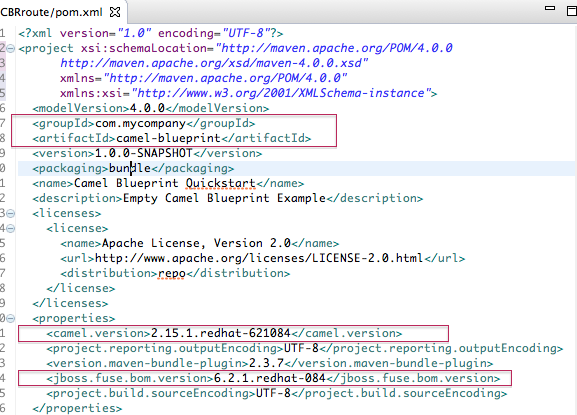 CBRroute/pom.xml
1 <?xml version="1.0" encoding="UTF-8"?>
2 <project xsi:schemaLocation="http://maven.apache.org/POM/4.0.0
3 http://maven.apache.org/xsd/maven-4.0.0.xsd"
4 xmlns="http://maven.apache.org/POM/4.0.0"
5 xmlns:xsi="http://www.w3.org/2001/XMLSchema-instance">
6 <modelVersion>4.0.0</modelVersion>
7 <groupId>com.mycompany</groupId>
8 <artifactId>camel-blueprint</artifactId>
9 <version>1.0.0-SNAPSHOT</version>
0 <packaging>bundle</packaging>
1 <name>Camel Blueprint Quickstart</name>
2 <description>Empty Camel Blueprint Example</description>
3 <licenses>
4 <license>
5 <name>Apache License, Version 2.0</name>
6 <url>http://www.apache.org/licenses/LICENSE-2.0.html</url>
7 <distribution>repo</distribution>
8 </license>
9 </licenses>
0 <properties>
1 <camel.version>2.15.1.redhat-621084</camel.version>
2 <project.reporting.outputEncoding>UTF-8</project.reporting.outputEncoding>
3 <version.maven-bundle-plugin>2.3.7</version.maven-bundle-plugin>
4 <jboss.fuse.bom.version>6.2.1.redhat-084</jboss.fuse.bom.version>
5 <project.build.sourceEncoding>UTF-8</project.build.sourceEncoding>
6 </properties>